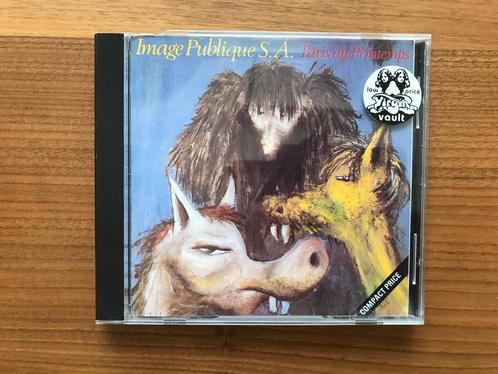 Image Publique S.A. Paris au Printemps
low price
Virgin
vault
COMPACT PRICE